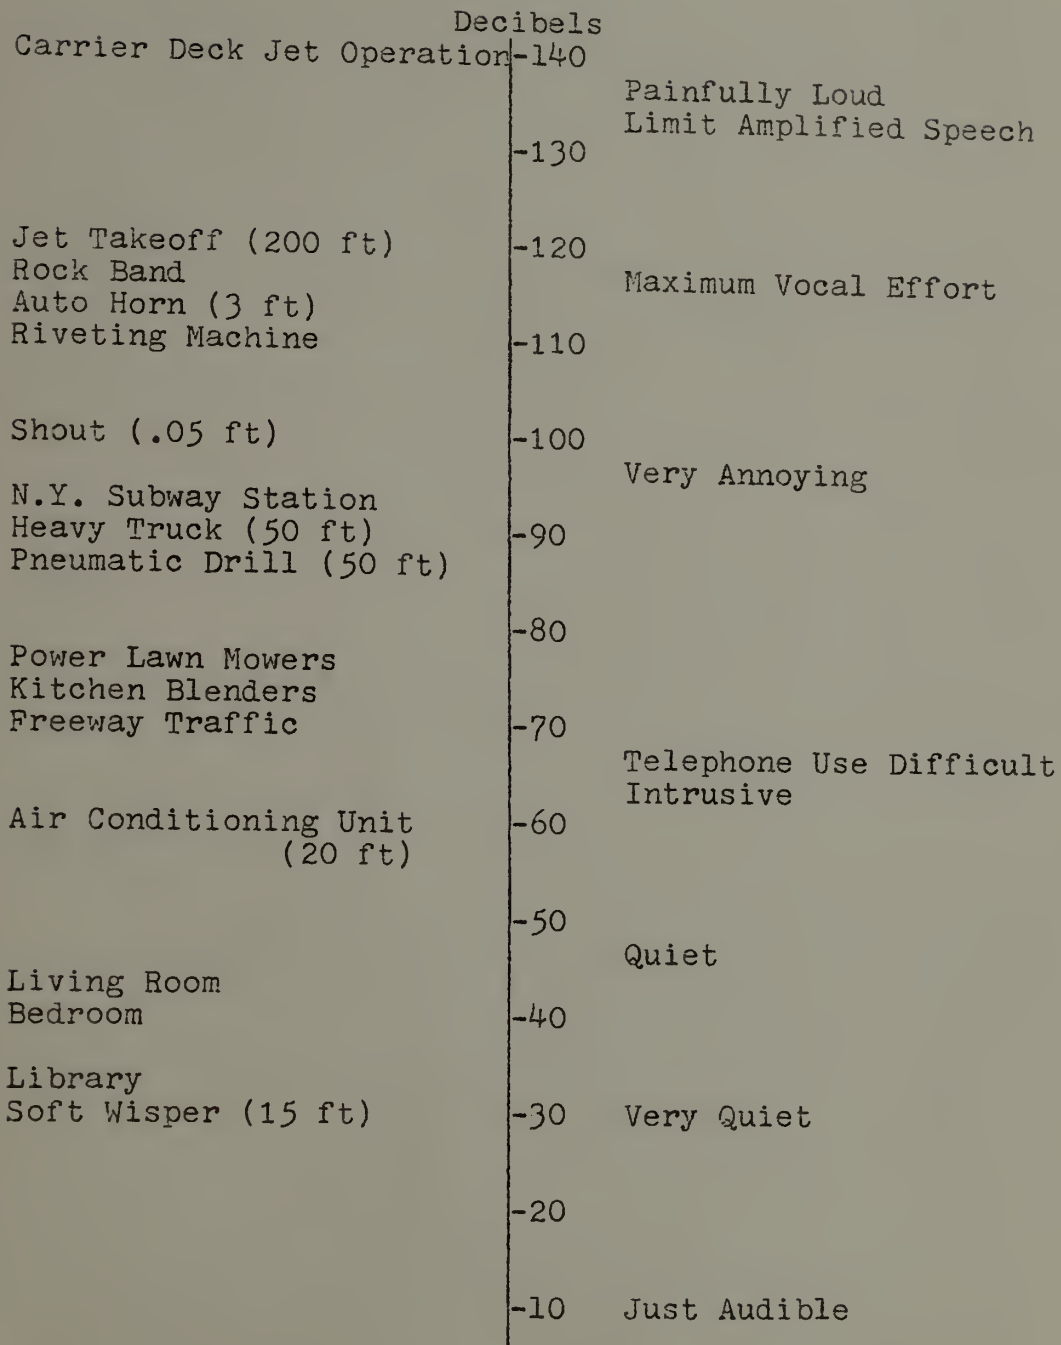 Decibels
Carrier Deck Jet Operation -140
Painfully Loud
Limit Amplified Speech
-130
Jet Takeoff (200 ft) -120
Rock Band
Maximum Vocal Effort
Auto Horn (3 ft)
Riveting Machine -110
Shout (.05 ft) -100
Very Annoying
N.Y. Subway Station
Heavy Truck (50 ft) -90
Pneumatic Drill (50 ft)
-80
Power Lawn Mowers
Kitchen Blenders
Freeway Traffic -70
Telephone Use Difficult
Intrusive
Air Conditioning Unit -60
(20 ft)
-50
Quiet
Living Room
Bedroom -40
Library
Soft Wisper (15 ft) -30 Very Quiet
-20
-10 Just Audible